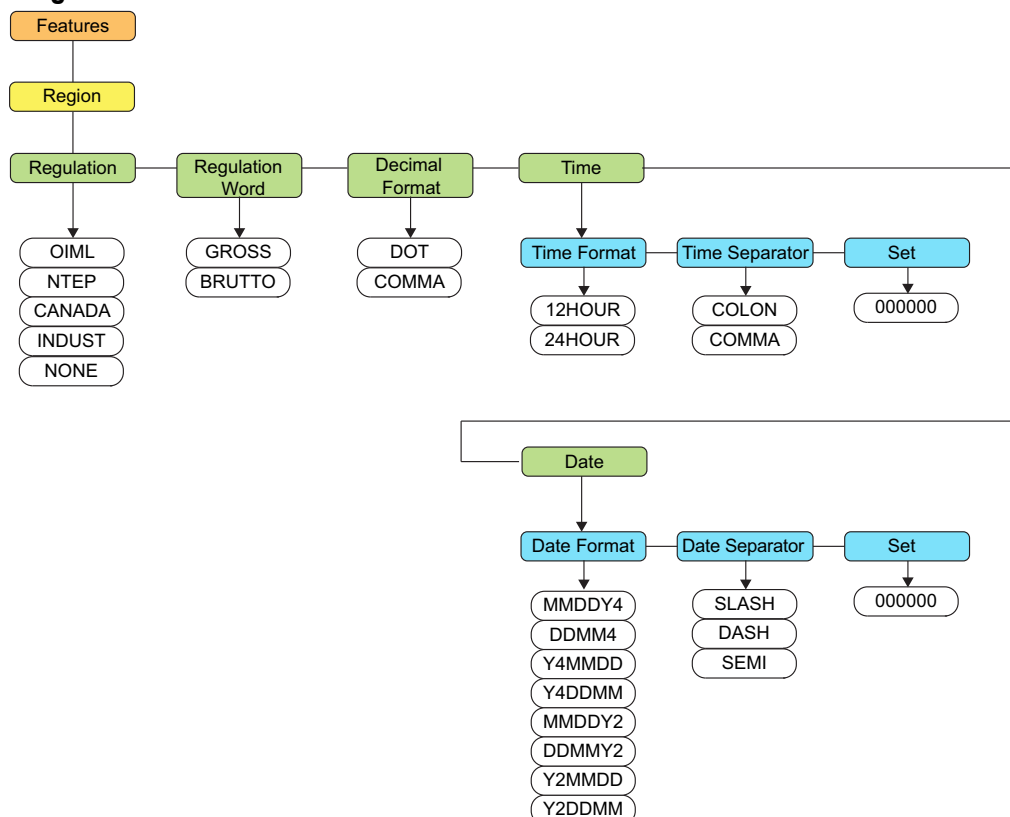 Features
Region
Regulation
Regulation
Word
Decimal
Format
Time
OIML
NTEP
CANADA
INDUST
NONE
GROSS
BRUTTO
DOT
COMMA
Time Format
Time Separator
Set
12HOUR
24HOUR
COLON
COMMA
000000
Date
Date Format
Date Separator
Set
MMDDY4
DDMM4
Y4MMDD
Y4DDMM
MMDDY2
DDMMY2
Y2MMDD
Y2DDMM
SLASH
DASH
SEMI
000000